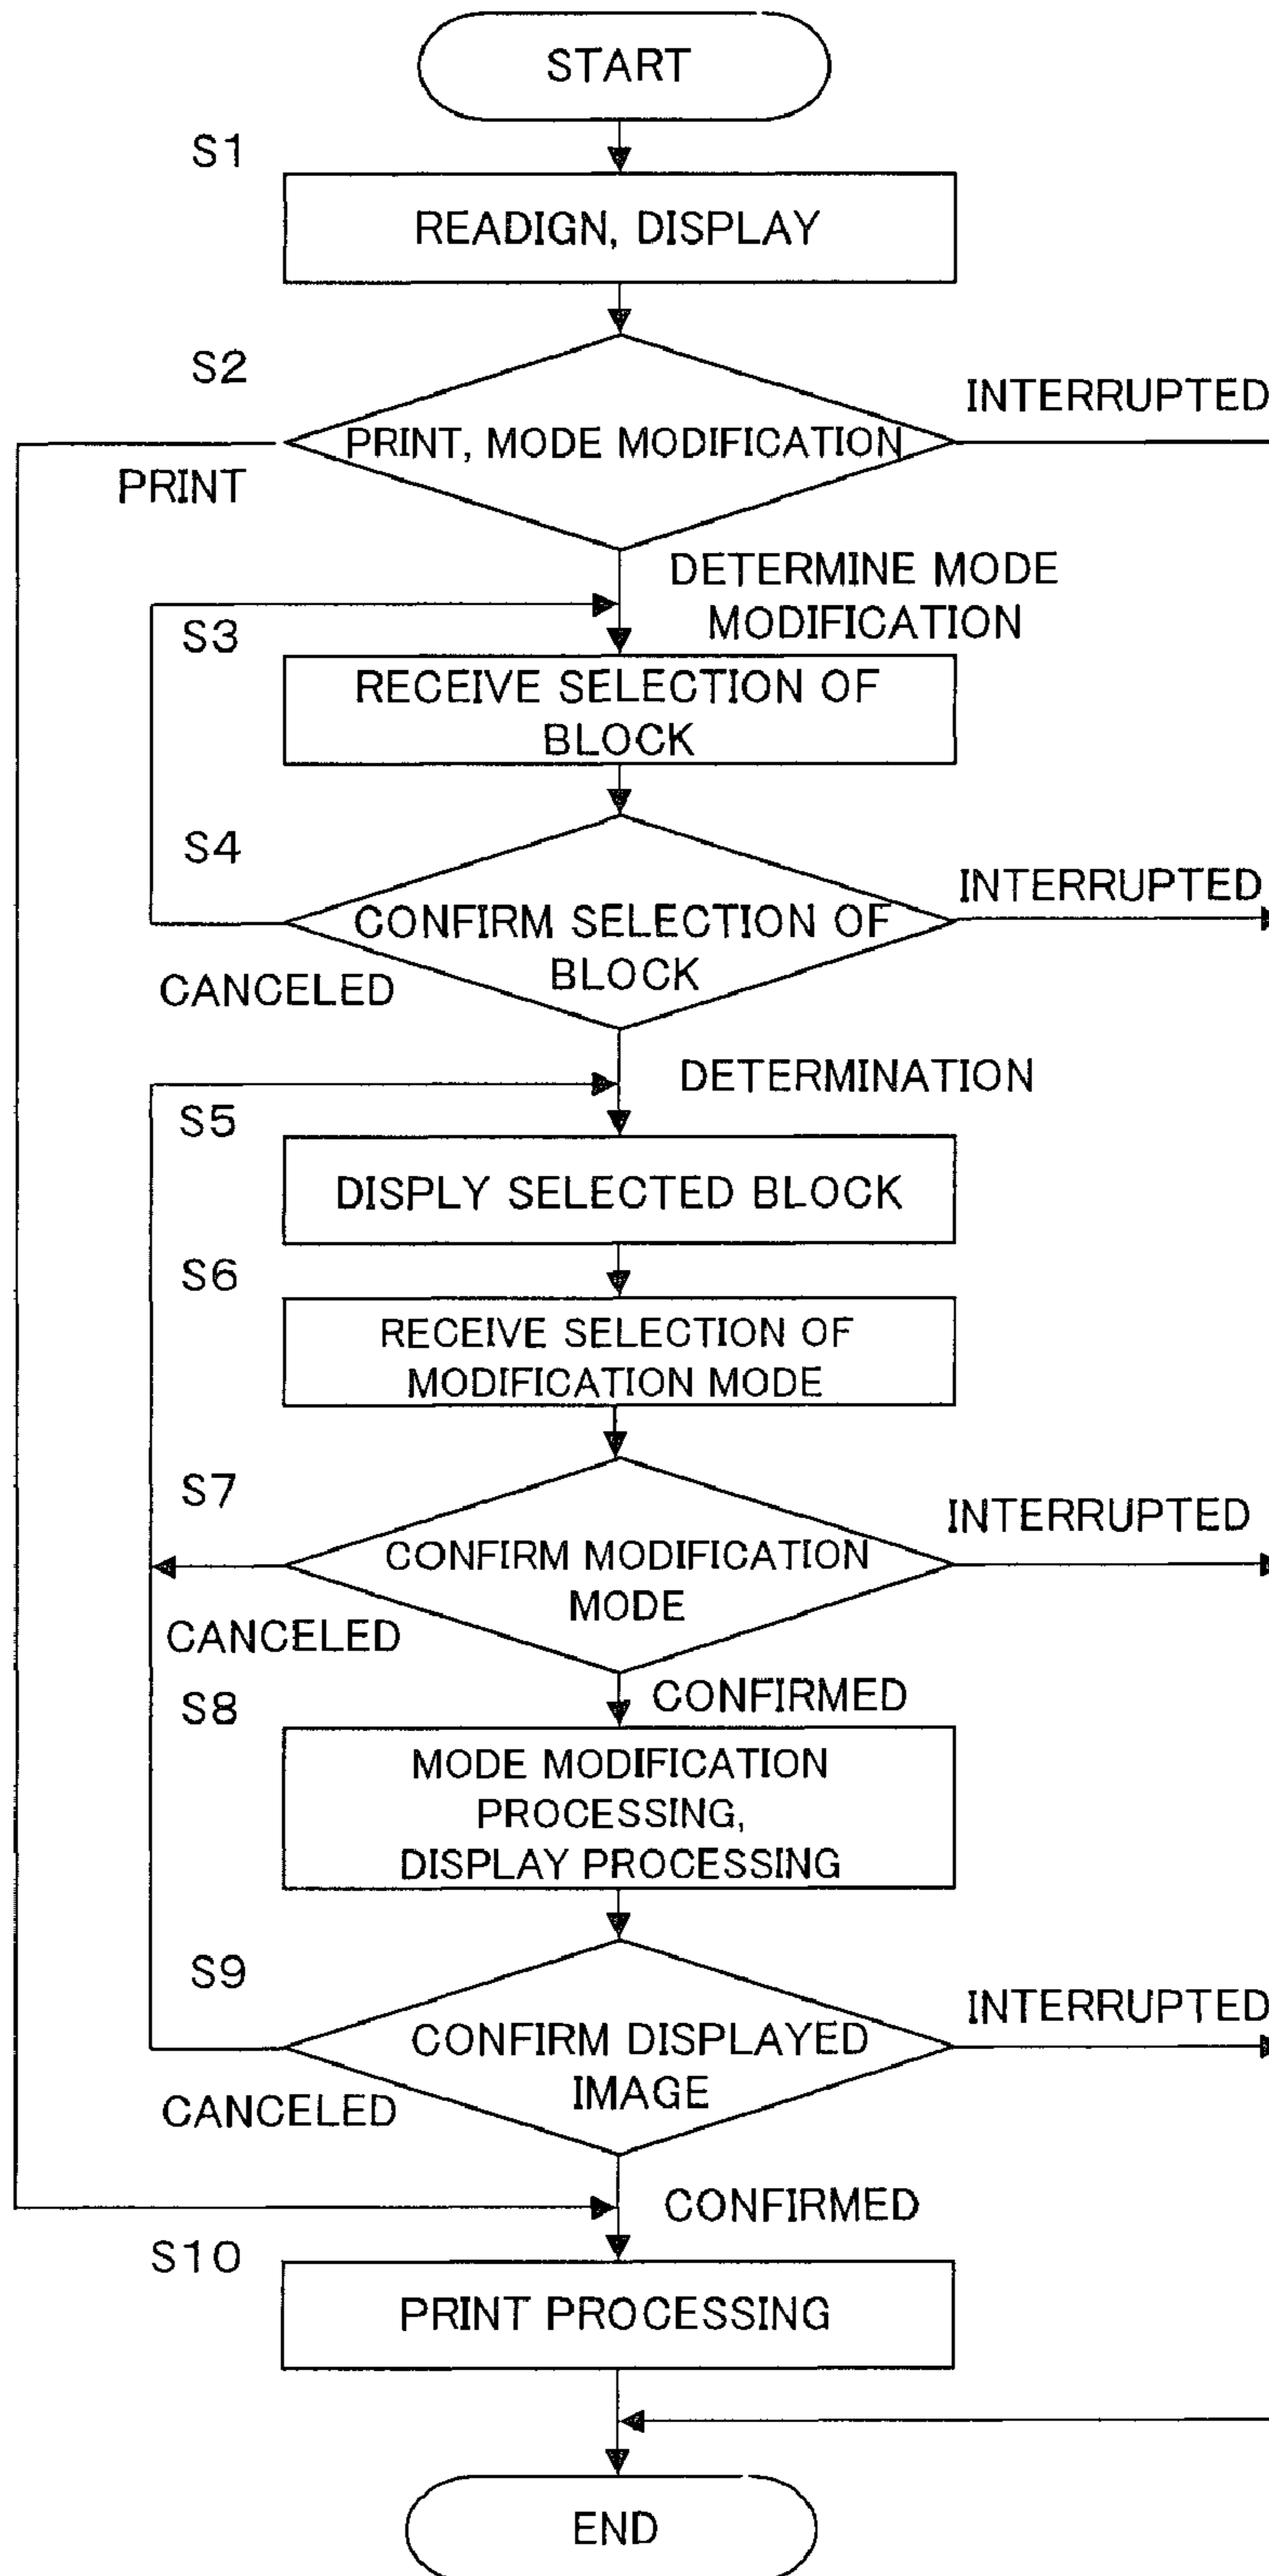 START
S1
READIGN, DISPLAY
S2
INTERRUPTED
PRINT, MODE MODIFICATION
PRINT
DETERMINE MODE
MODIFICATION
S3
RECEIVE SELECTION OF
BLOCK
S4
INTERRUPTED
CONFIRM SELECTION OF
BLOCK
CANCELED
DETERMINATION
S5
DISPLY SELECTED BLOCK
S6
RECEIVE SELECTION OF
MODIFICATION MODE
S7
INTERRUPTED
CONFIRM MODIFICATION
MODE
CANCELED
CONFIRMED
S8
MODE MODIFICATION
PROCESSING,
DISPLAY PROCESSING
S9
INTERRUPTED
CONFIRM DISPLAYED
IMAGE
CANCELED
CONFIRMED
S10
PRINT PROCESSING
END